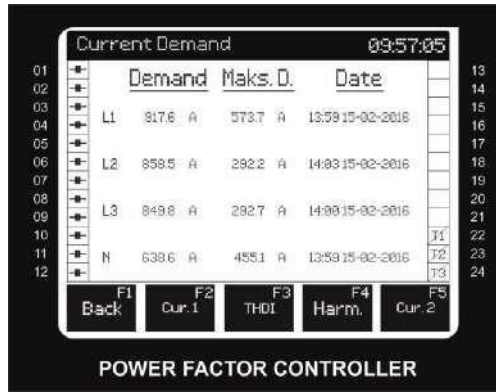 Current Demand 09:57:05
01
02
03
04
05
06
07
08
09
10
11
12
Demand Maks. D. Date
L1 917.6 A 573.7 A 13:59 15-02-2016
L2 858.5 A 292.2 A 14:03 15-02-2016
L3 849.8 A 292.7 A 14:00 15-02-2016
N 638.6 A 455.1 A 13:59 15-02-2016
13
14
15
16
17
18
19
20
21
22
23
24
T1
T2
T3
F1 F2 F3 F4 F5
Back Cur.1 THDI Harm. Cur.2
POWER FACTOR CONTROLLER